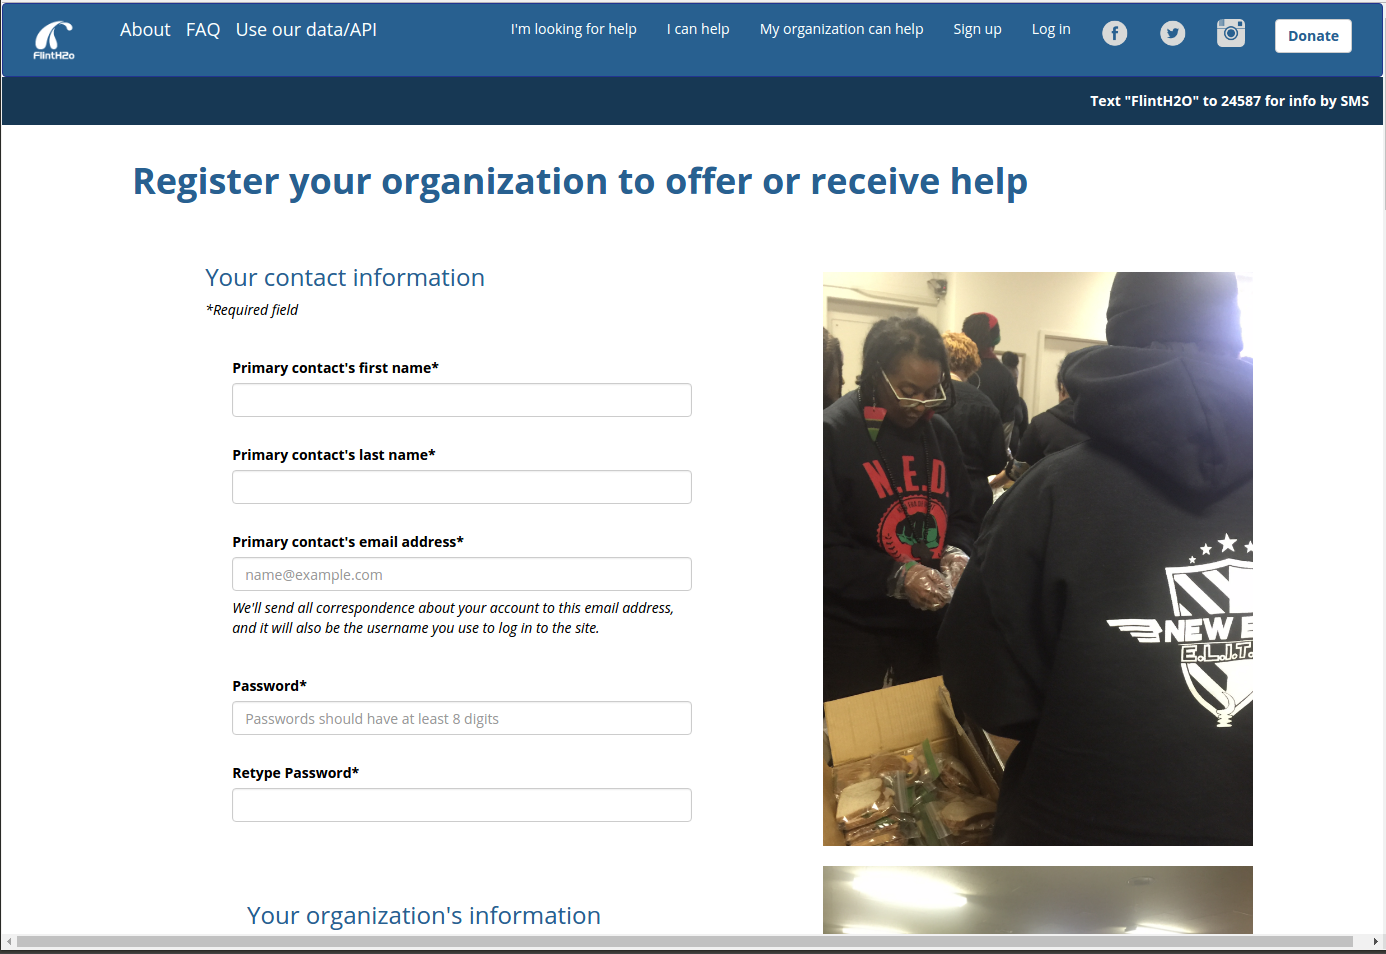 FlintH2o
About FAQ Use our data/API I'm looking for help I can help My organization can help Sign up Log in Donate
Text "FlintH2O" to 24587 for info by SMS
Register your organization to offer or receive help
Your contact information
*Required field
Primary contact's first name*
Primary contact's last name*
Primary contact's email address*
name@example.com
We'll send all correspondence about your account to this email address,
and it will also be the username you use to log in to the site.
Password*
Passwords should have at least 8 digits
Retype Password*
Your organization's information
N.E.D.
NEW E
E.L.I.T.